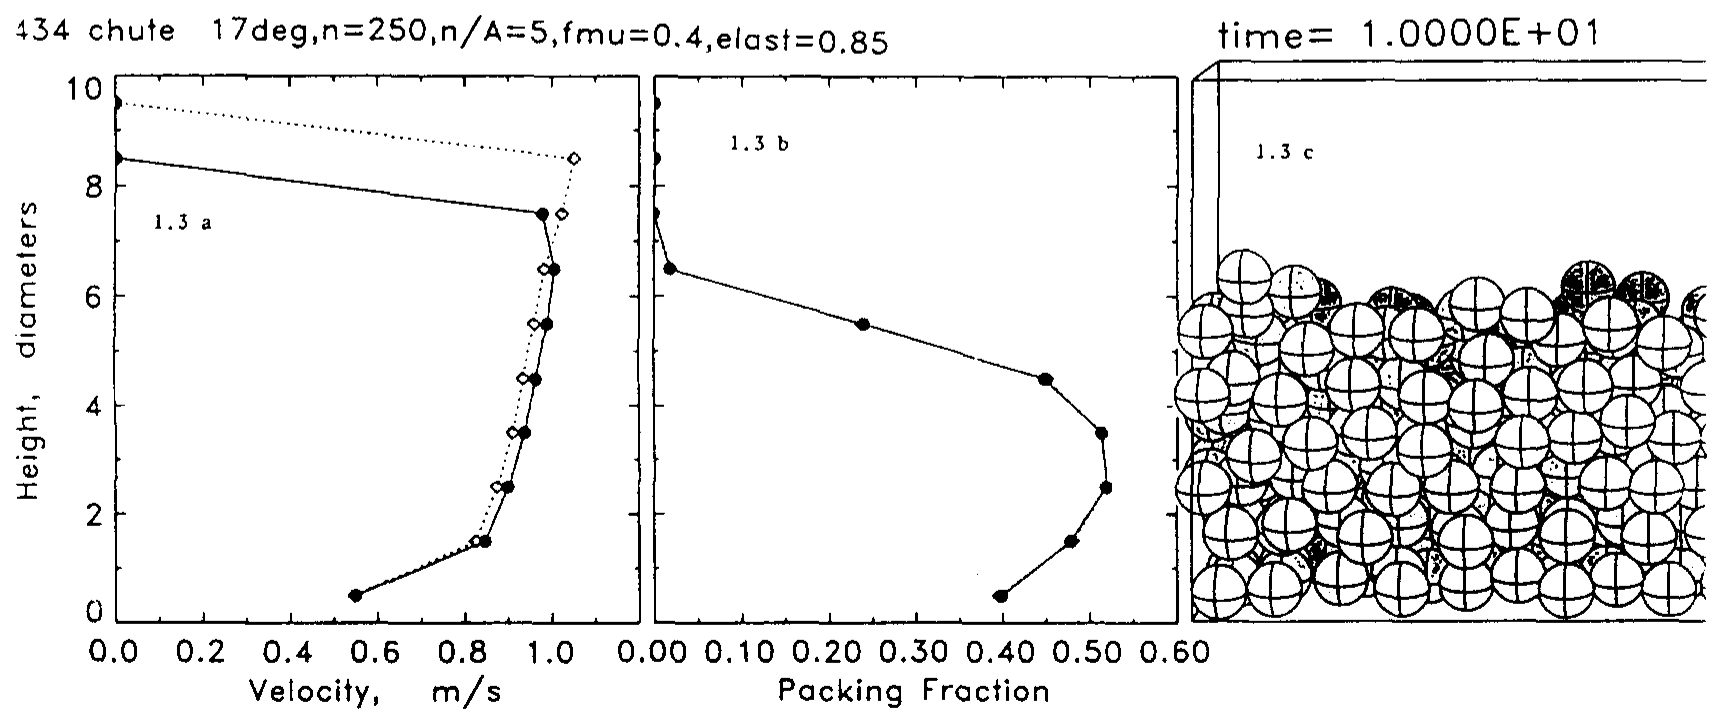 434 chute 17deg,n=250,n/A=5,fmu=0.4,elast=0.85
time= 1.0000E+01
10
8
6
4
2
0
Height, diameters
1.3 a
0.0 0.2 0.4 0.6 0.8 1.0
Velocity, m/s
1.3 b
0.00 0.10 0.20 0.30 0.40 0.50 0.60
Packing Fraction
1.3 c